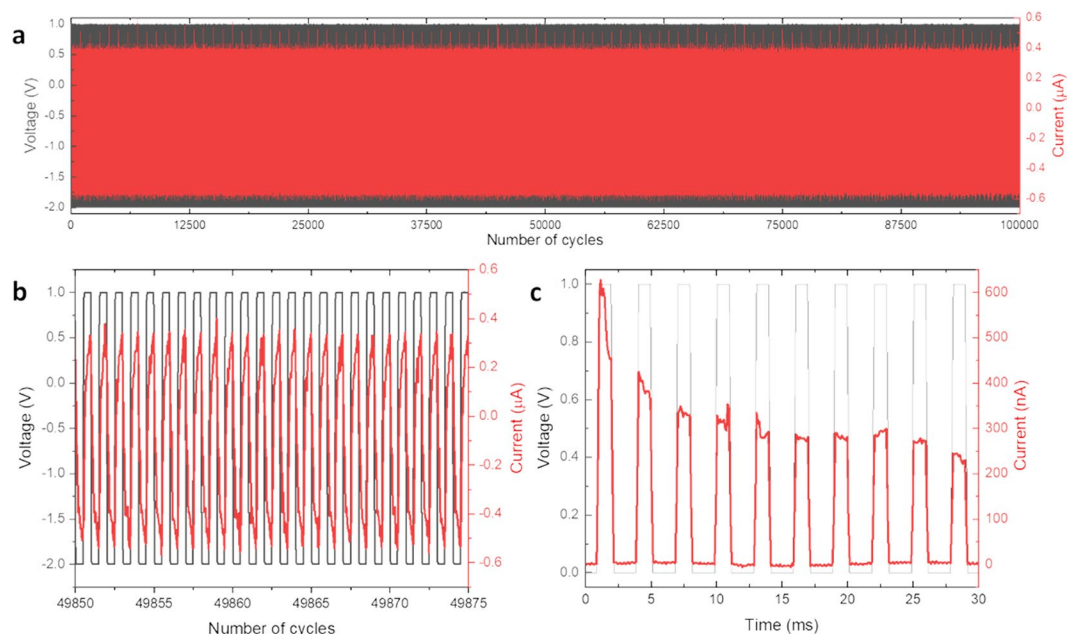 a
1.0
0.5
0.0
-0.5
-1.0
-1.5
-2.0
Voltage (V)
0.6
0.4
0.2
0.0
-0.2
-0.4
-0.6
Current (μA)
0 12500 25000 37500 50000 62500 75000 87500 100000
Number of cycles
b
1.0
0.5
0.0
-0.5
-1.0
-1.5
-2.0
Voltage (V)
0.6
0.4
0.2
0.0
-0.2
-0.4
-0.6
Current (μA)
49850 49855 49860 49865 49870 49875
Number of cycles
c
1.0
0.8
0.6
0.4
0.2
0.0
Voltage (V)
600
500
400
300
200
100
0
Current (nA)
0 5 10 15 20 25 30
Time (ms)